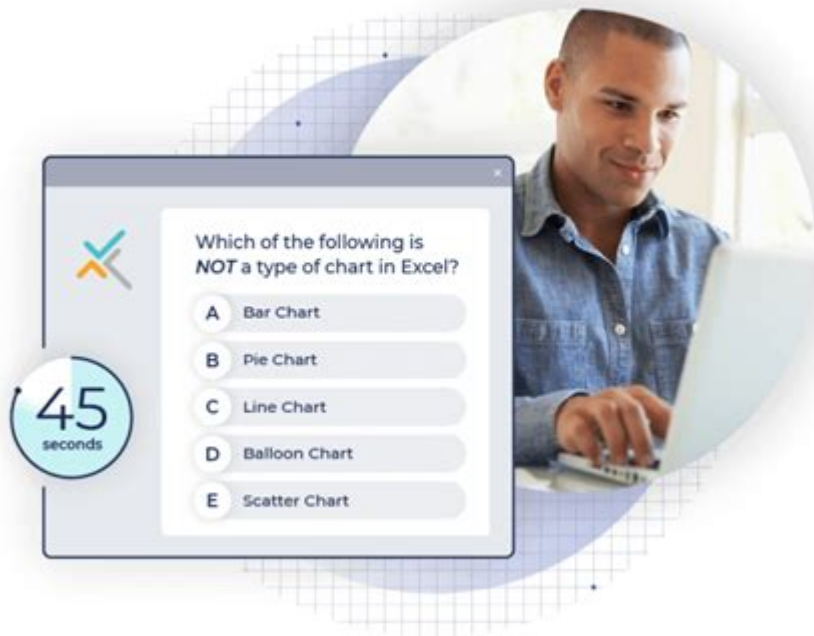 Which of the following is
NOT a type of chart in Excel?
A Bar Chart
B Pie Chart
C Line Chart
D Balloon Chart
E Scatter Chart
45
seconds